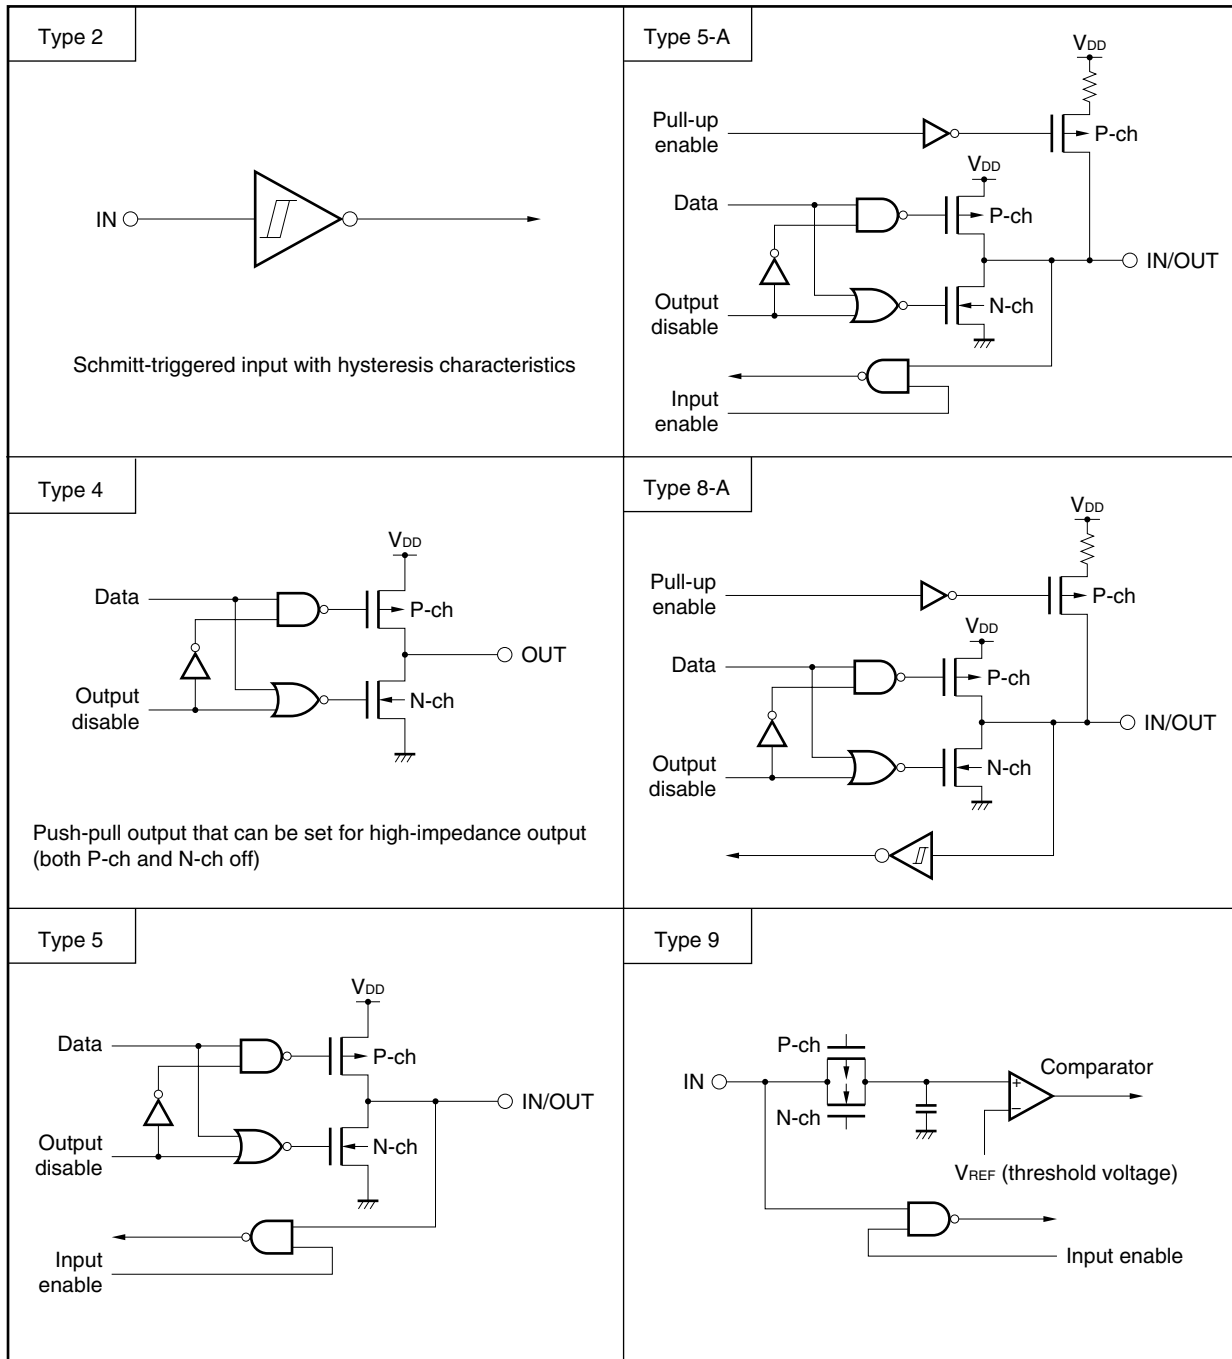 Type 2
IN
Schmitt-triggered input with hysteresis characteristics
Type 5-A
VDD
Pull-up
enable
P-ch
VDD
Data
P-ch
IN/OUT
Output
disable
N-ch
Input
enable
Type 4
VDD
Data
P-ch
OUT
Output
disable
N-ch
Push-pull output that can be set for high-impedance output
(both P-ch and N-ch off)
Type 8-A
VDD
Pull-up
enable
P-ch
VDD
Data
P-ch
IN/OUT
Output
disable
N-ch
Type 5
VDD
Data
P-ch
IN/OUT
Output
disable
N-ch
Input
enable
Type 9
P-ch
IN
N-ch
Comparator
+
−
VREF (threshold voltage)
Input enable